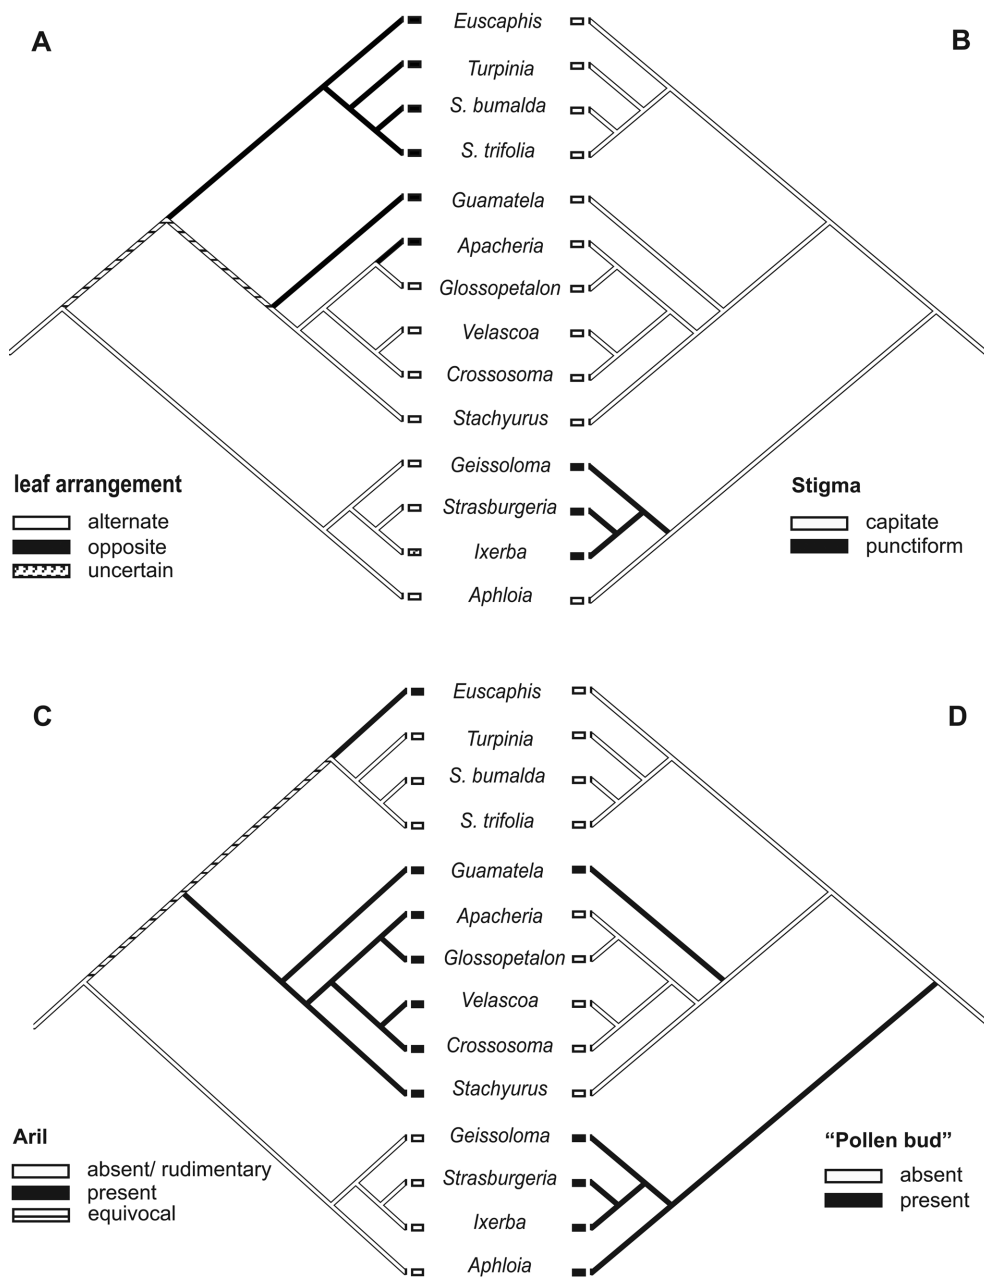 A
B
Euscaphis
Turpinia
S. bumalda
S. trifolia
Guamatela
Apacheria
Glossopetalon
Velascoa
Crossosoma
Stachyurus
Geissoloma
Strasburgeria
Ixerba
Aphloia
leaf arrangement
alternate
opposite
uncertain
Stigma
capitate
punctiform
C
D
Euscaphis
Turpinia
S. bumalda
S. trifolia
Guamatela
Apacheria
Glossopetalon
Velascoa
Crossosoma
Stachyurus
Geissoloma
Strasburgeria
Ixerba
Aphloia
Aril
absent/ rudimentary
present
equivocal
“Pollen bud”
absent
present